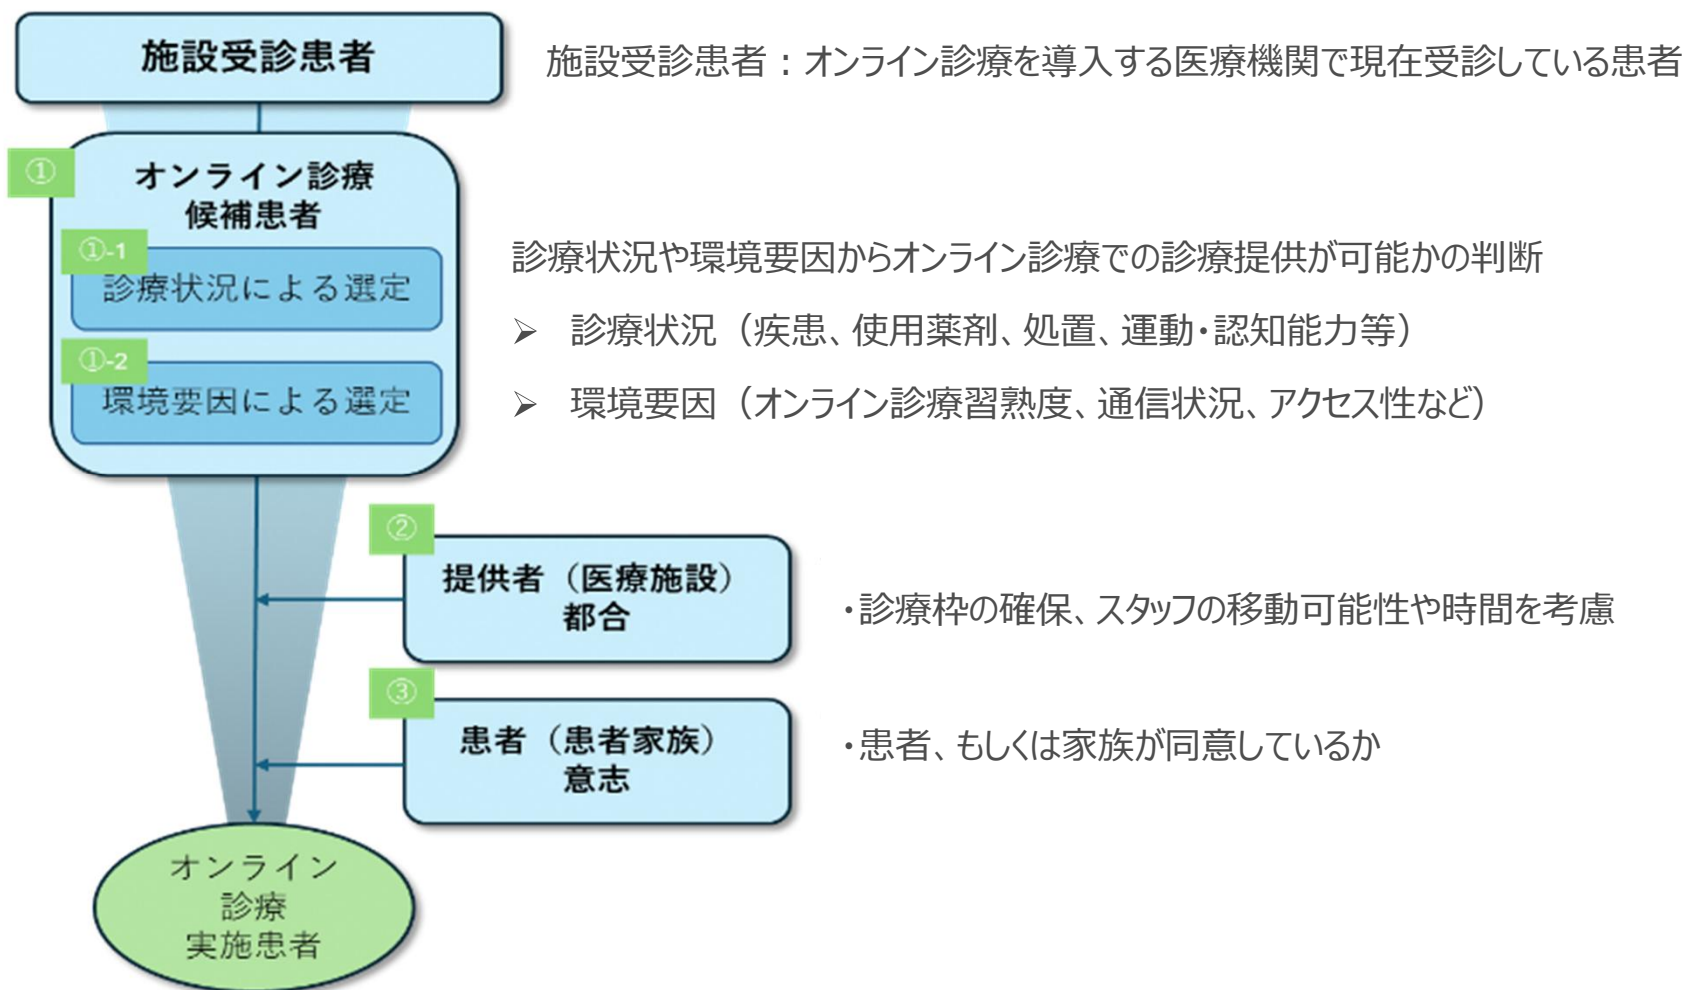 施設受診患者
施設受診患者：オンライン診療を導入する医療機関で現在受診している患者
①
オンライン診療
候補患者
①-1
診療状況による選定
①-2
環境要因による選定
診療状況や環境要因からオンライン診療での診療提供が可能かの判断
➢ 診療状況（疾患、使用薬剤、処置、運動・認知能力等）
➢ 環境要因（オンライン診療習熟度、通信状況、アクセス性など）
②
提供者（医療施設）
都合
・診療枠の確保、スタッフの移動可能性や時間を考慮
③
患者（患者家族）
意志
・患者、もしくは家族が同意しているか
オンライン
診療
実施患者